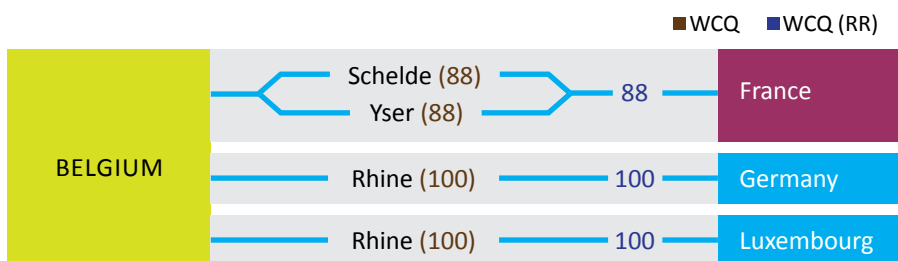 WCQ WCQ (RR)
BELGIUM
Schelde (88)
Yser (88)
88
France
Rhine (100) 100 Germany
Rhine (100) 100 Luxembourg